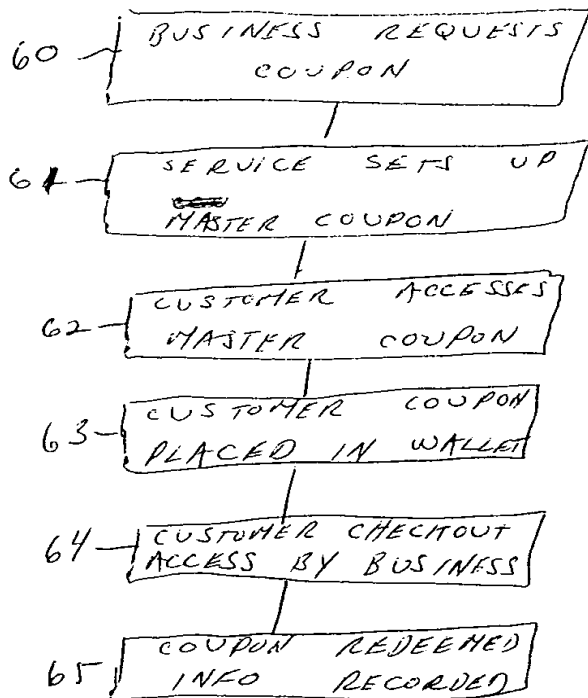 60
BUSINESS REQUESTS
COUPON
61
SERVICE SETS UP
MASTER COUPON
62
CUSTOMER ACCESSES
MASTER COUPON
63
CUSTOMER COUPON
PLACED IN WALLET
64
CUSTOMER CHECKOUT
ACCESS BY BUSINESS
65
COUPON REDEEMED
INFO RECORDED